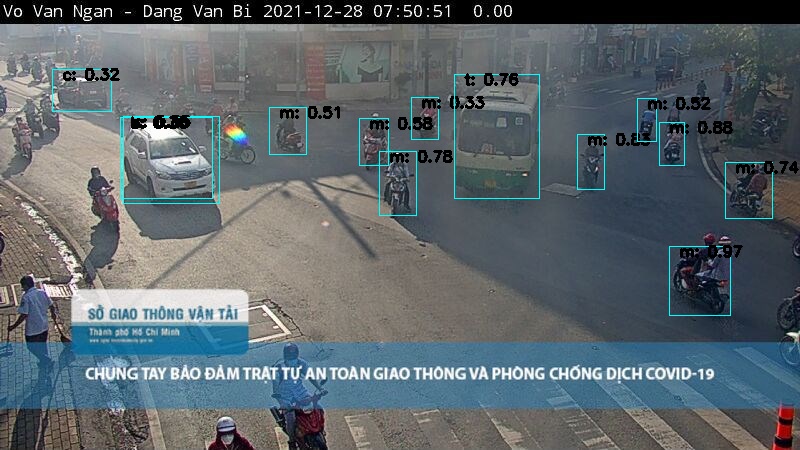 Vo Van Ngan - Dang Van Bi 2021-12-28 07:50:51 0.00
c: 0.32
t: 0.76
m: 0.33
m: 0.51
m: 0.58
m: 0.52
m: 0.88
m: 0.78
m: 0.74
m: 0.97
SỞ GIAO THÔNG VẬN TẢI
Thành phố Hồ Chí Minh
CHUNG TAY BẢO ĐẢM TRẬT TỰ AN TOÀN GIAO THÔNG VÀ PHÒNG CHỐNG DỊCH COVID-19